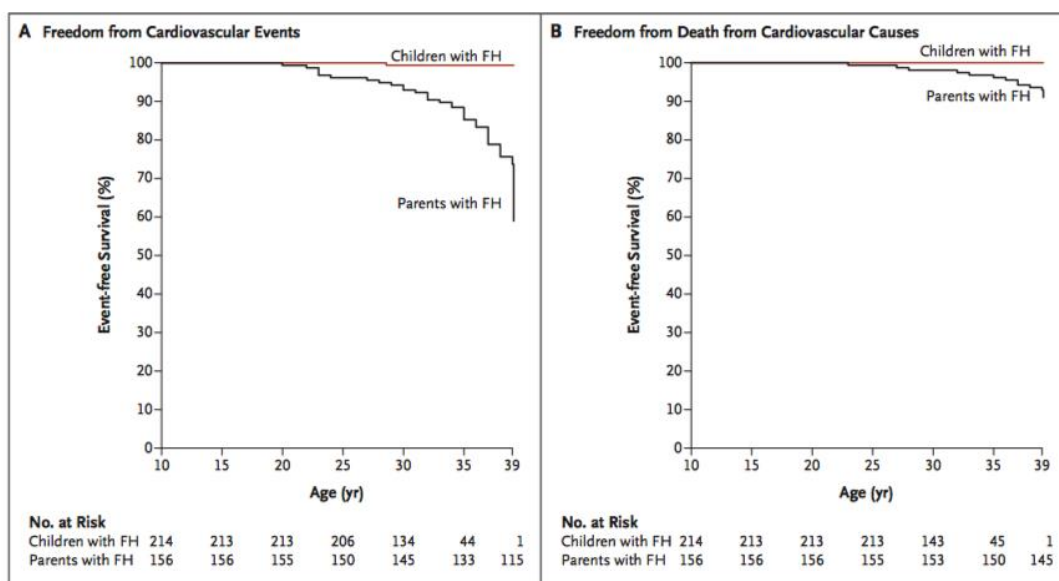 A Freedom from Cardiovascular Events
Children with FH
100
90
80
70
60
50
40
30
20
10
0
Event-free Survival (%)
Parents with FH
10 15 20 25 30 35 39
Age (yr)
No. at Risk
Children with FH 214 213 213 206 134 44 1
Parents with FH 156 156 155 150 145 133 115
B Freedom from Death from Cardiovascular Causes
Children with FH
100
90
80
70
60
50
40
30
20
10
0
Event-free Survival (%)
Parents with FH
10 15 20 25 30 35 39
Age (yr)
No. at Risk
Children with FH 214 213 213 213 143 45 1
Parents with FH 156 156 156 155 153 150 145